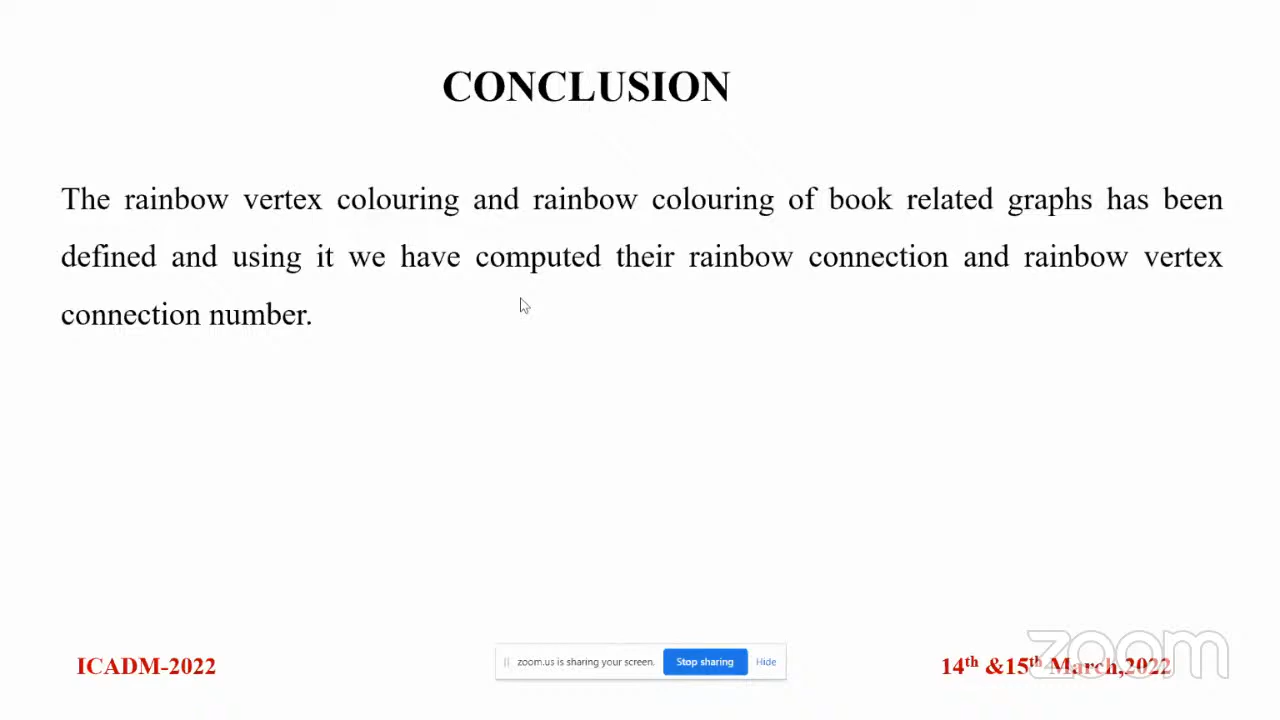 CONCLUSION
The rainbow vertex colouring and rainbow colouring of book related graphs has been
defined and using it we have computed their rainbow connection and rainbow vertex
connection number.
ICADM-2022
zoom.us is sharing your screen. Stop sharing Hide
14th &15th March,2022
zoom